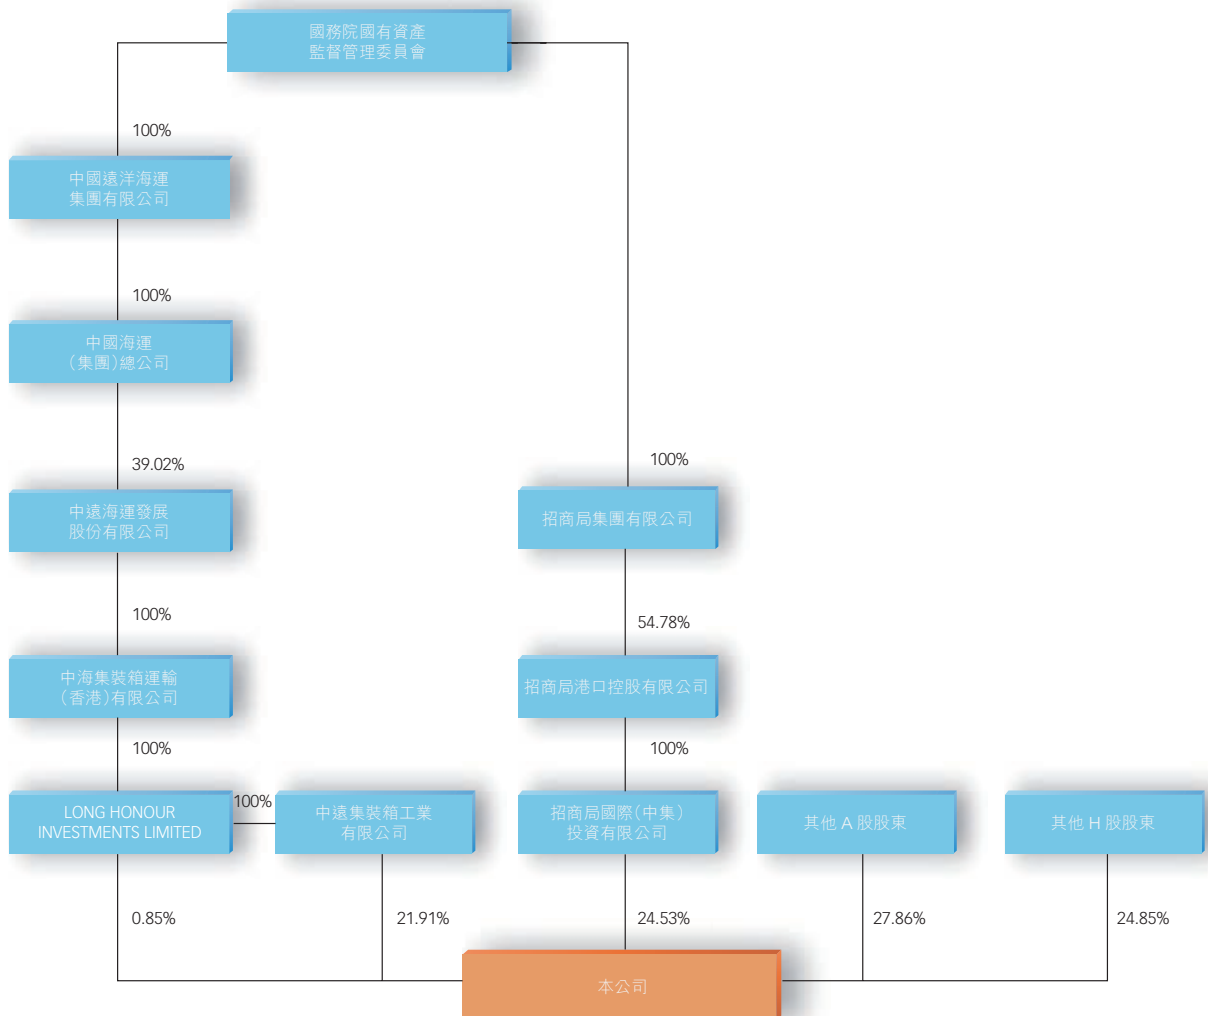 國務院國有資產
監督管理委員會
100%
中國遠洋海運
集團有限公司
100%
中國海運
（集團）總公司
39.02%
100%
中遠海運發展
股份有限公司
招商局集團有限公司
100%
54.78%
中海集裝箱運輸
（香港）有限公司
招商局港口控股有限公司
100%
100%
LONG HONOUR
INVESTMENTS LIMITED
100%
中遠集裝箱工業
有限公司
招商局國際（中集）
投資有限公司
其他 A 股股東
其他 H 股股東
0.85%
21.91%
24.53%
27.86%
24.85%
本公司